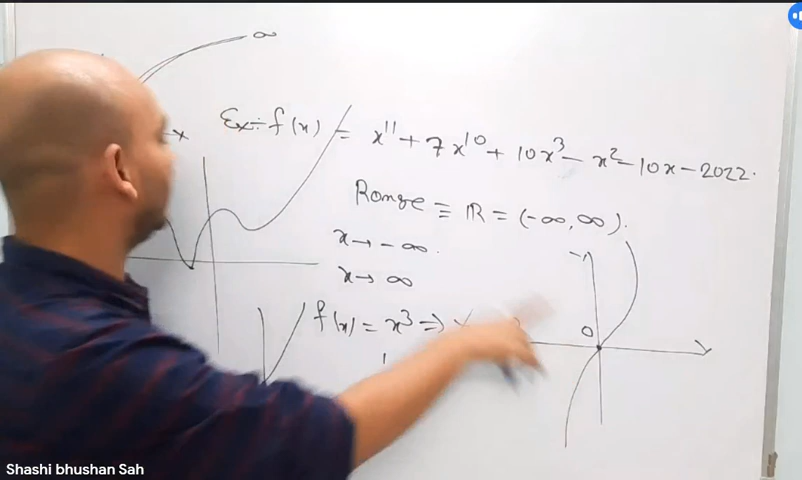 ∞
x
Ex÷ f(x) = x¹¹ + 7x¹⁰ + 10x³ - x² - 10x - 2022.
Range ≡ ℝ = (-∞, ∞).
x → -∞.
x → ∞
f(x) = x³ ⇒
0
Shashi bhushan Sah